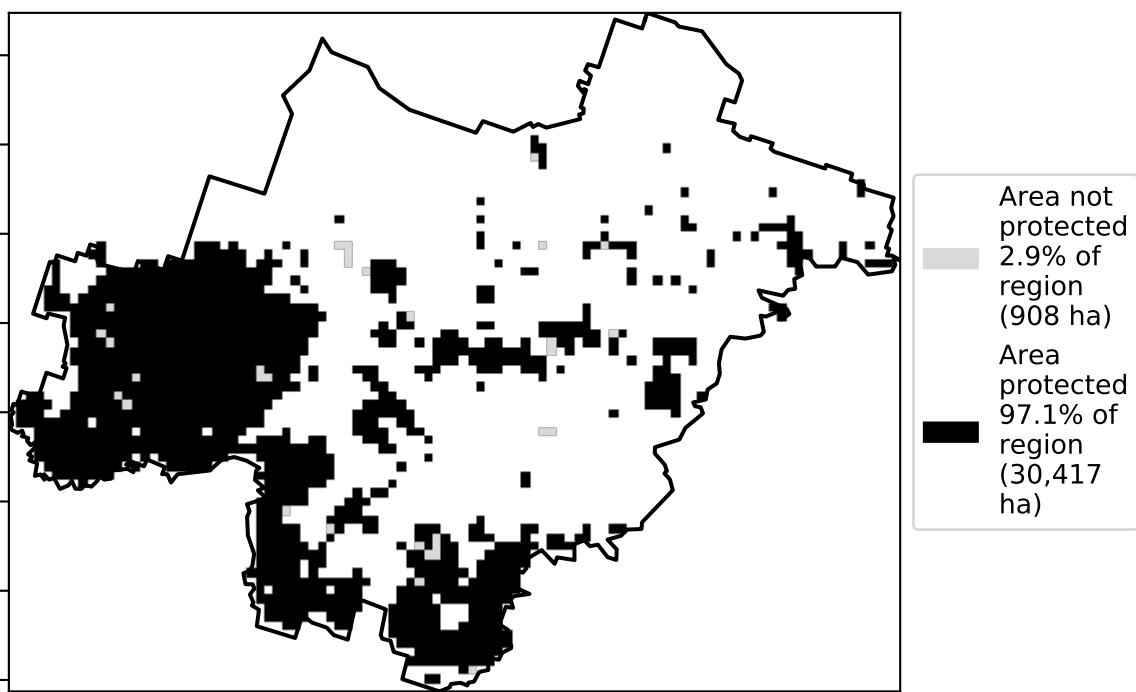 Area not
protected
2.9% of
region
(908 ha)
Area
protected
97.1% of
region
(30,417
ha)